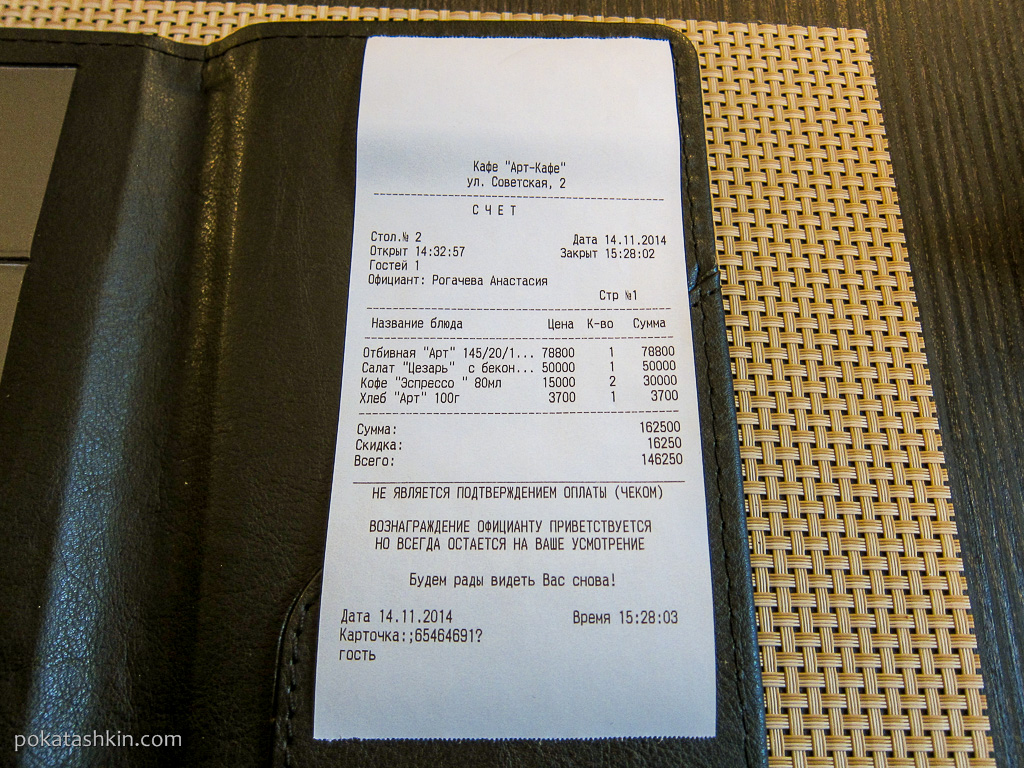 Кафе "Арт-Кафе"
ул. Советская, 2
С Ч Е Т
Стол.№ 2 Дата 14.11.2014
Открыт 14:32:57 Закрыт 15:28:02
Гостей 1
Официант: Рогачева Анастасия
Стр №1
Название блюда Цена К-во Сумма
Отбивная "Арт" 145/20/1... 78800 1 78800
Салат "Цезарь" с бекон... 50000 1 50000
Кофе "Эспрессо " 80мл 15000 2 30000
Хлеб "Арт" 100г 3700 1 3700
Сумма: 162500
Скидка: 16250
Всего: 146250
НЕ ЯВЛЯЕТСЯ ПОДТВЕРЖДЕНИЕМ ОПЛАТЫ (ЧЕКОМ)
ВОЗНАГРАЖДЕНИЕ ОФИЦИАНТУ ПРИВЕТСТВУЕТСЯ
НО ВСЕГДА ОСТАЕТСЯ НА ВАШЕ УСМОТРЕНИЕ
Будем рады видеть Вас снова!
Дата 14.11.2014 Время 15:28:03
Карточка:;65464691?
гость
pokatashkin.com